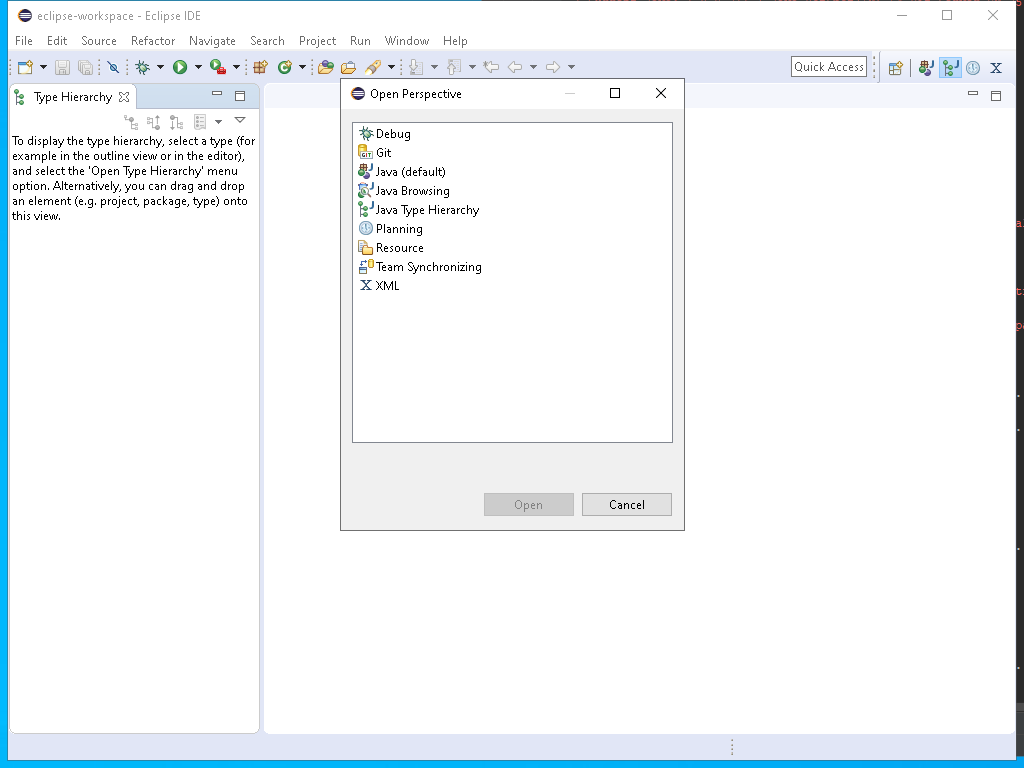 eclipse-workspace - Eclipse IDE
File Edit Source Refactor Navigate Search Project Run Window Help
Quick Access
X
Type Hierarchy
To display the type hierarchy, select a type (for
example in the outline view or in the editor),
and select the 'Open Type Hierarchy' menu
option. Alternatively, you can drag and drop
an element (e.g. project, package, type) onto
this view.
Open Perspective
Debug
GIT Git
Java (default)
Java Browsing
Java Type Hierarchy
Planning
Resource
Team Synchronizing
X XML
Open Cancel